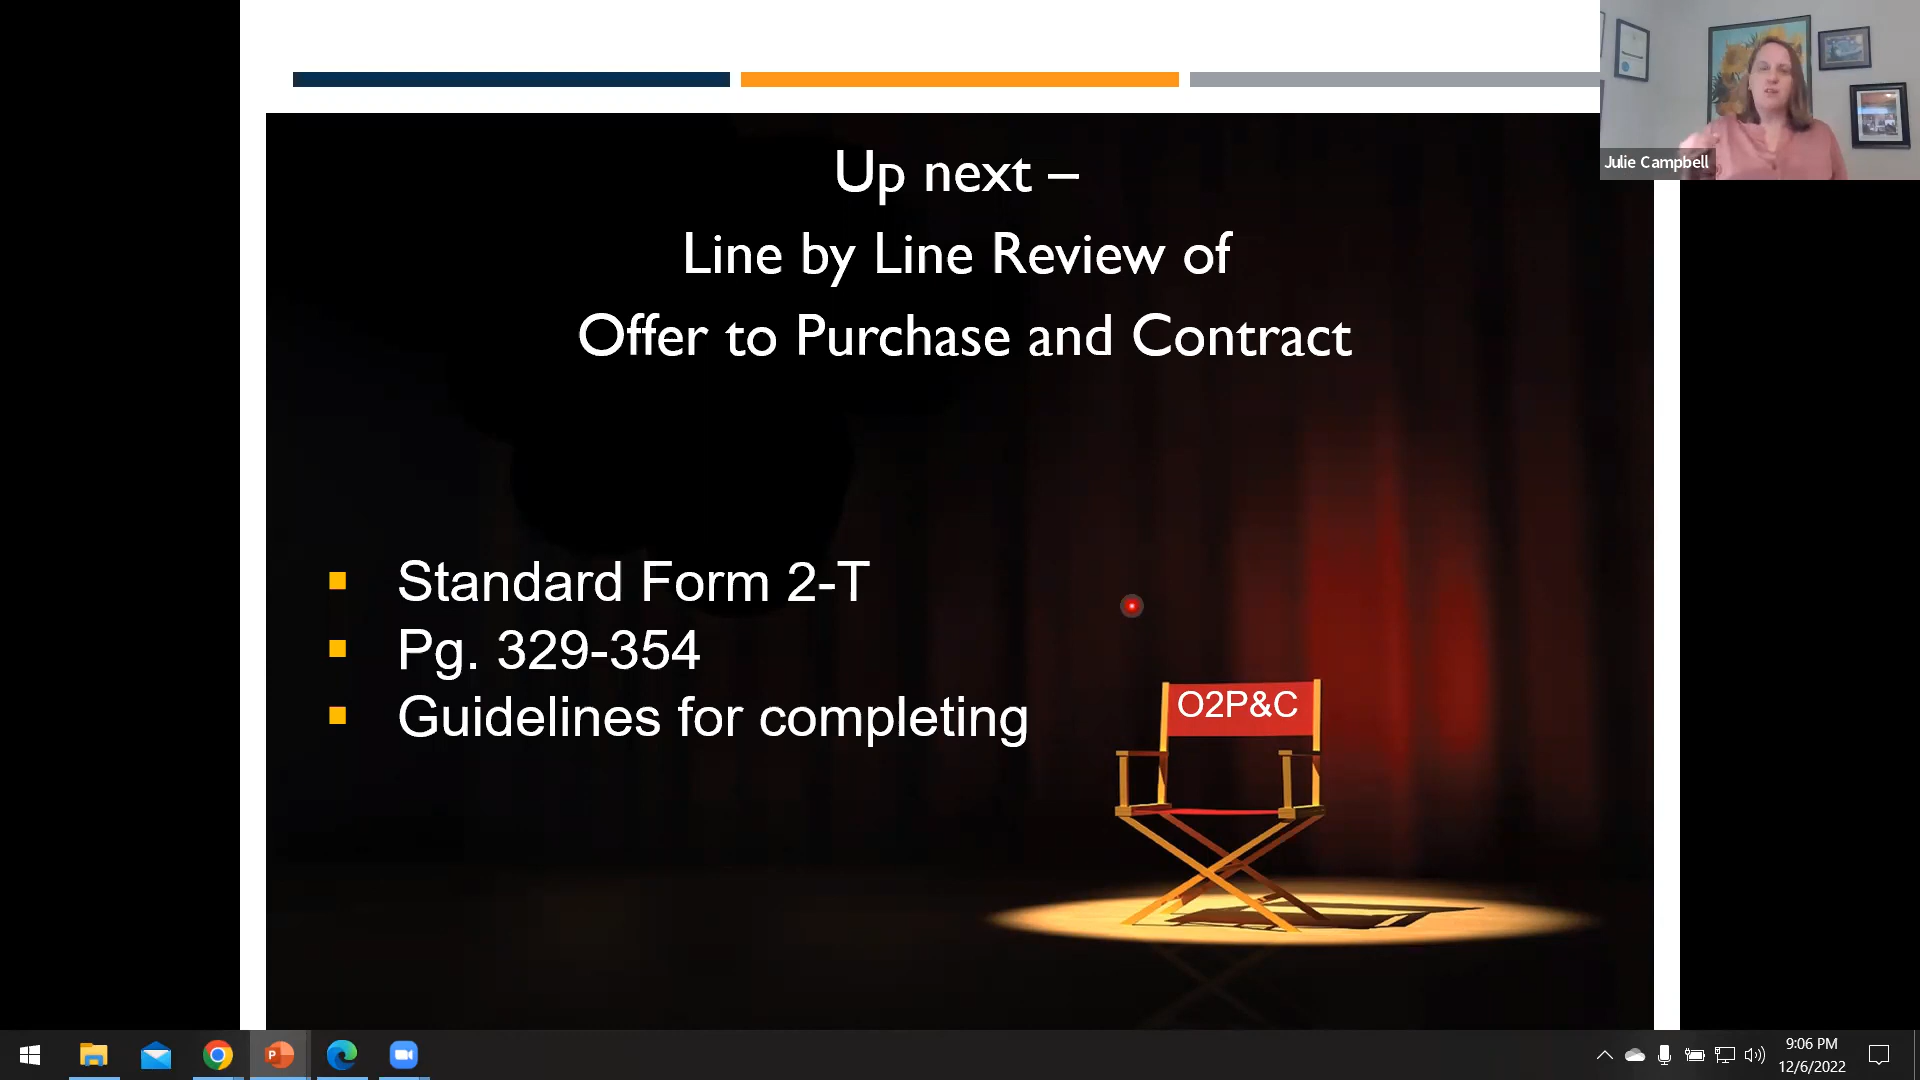 Up next –
Line by Line Review of
Offer to Purchase and Contract
Julie Campbell
Standard Form 2-T
Pg. 329-354
Guidelines for completing
O2P&C
9:06 PM
12/6/2022